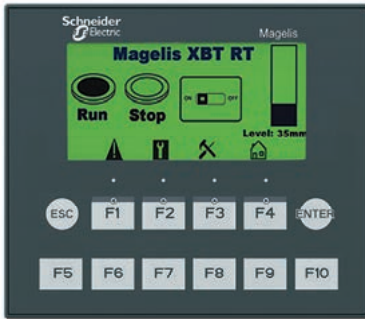 Schneider
Electric
Magelis
Magelis XBT RT
Run
Stop
ON
OFF
Level: 35mm
ESC
F1
F2
F3
F4
ENTER
F5
F6
F7
F8
F9
F10